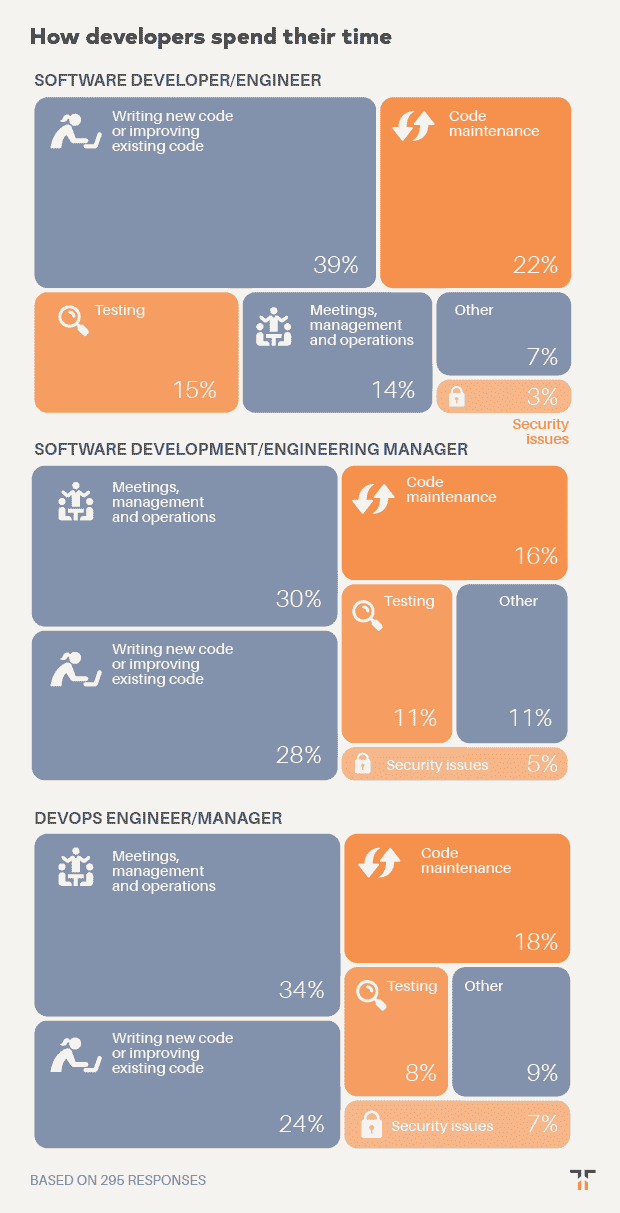 How developers spend their time
SOFTWARE DEVELOPER/ENGINEER
Writing new code
or improving
existing code
39%
Code
maintenance
22%
Testing
15%
Meetings,
management
and operations
14%
Other
7%
3%
Security
issues
SOFTWARE DEVELOPMENT/ENGINEERING MANAGER
Meetings,
management
and operations
30%
Code
maintenance
16%
Writing new code
or improving
existing code
28%
Testing
11%
Other
11%
Security issues 5%
DEVOPS ENGINEER/MANAGER
Meetings,
management
and operations
34%
Code
maintenance
18%
Writing new code
or improving
existing code
24%
Testing
8%
Other
9%
Security issues 7%
BASED ON 295 RESPONSES